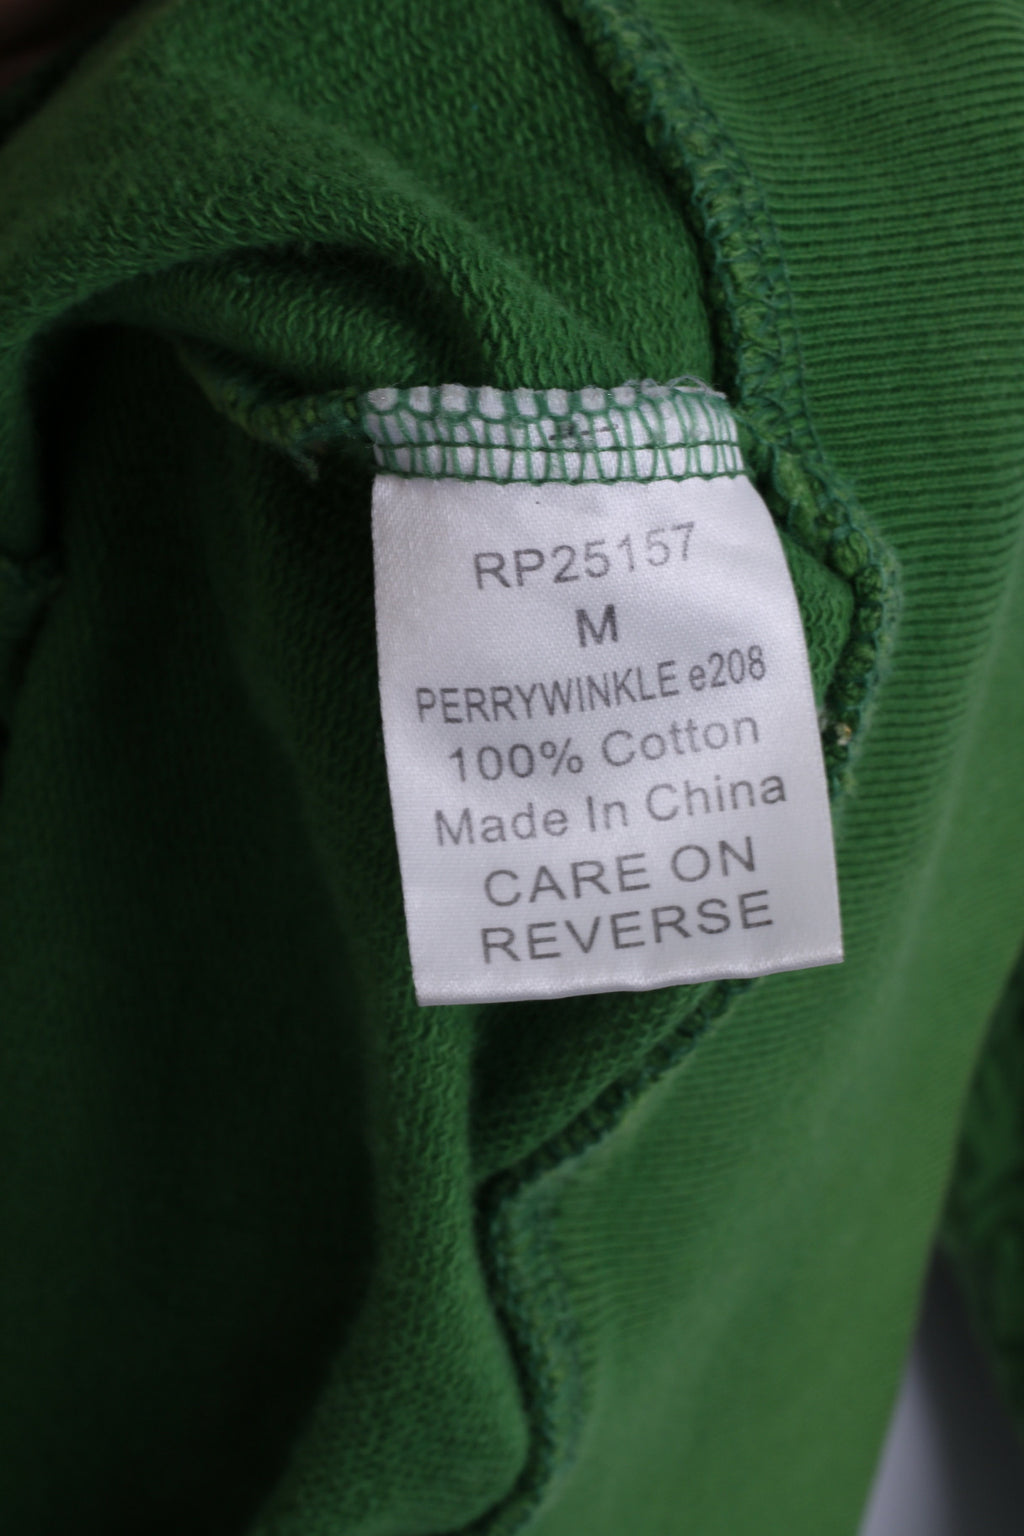 RP25157
M
PERRYWINKLE e208
100% Cotton
Made In China
CARE ON
REVERSE